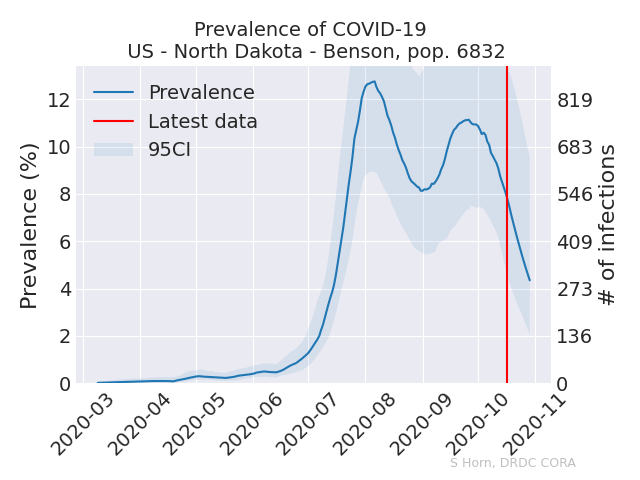 Prevalence of COVID-19
US - North Dakota - Benson, pop. 6832
Prevalence
Latest data
95CI
Prevalence (%)
12
10
8
6
4
2
0
819
683
546
409
273
136
0
# of infections
2020-03
2020-04
2020-05
2020-06
2020-07
2020-08
2020-09
2020-10
2020-11
S Horn, DRDC CORA